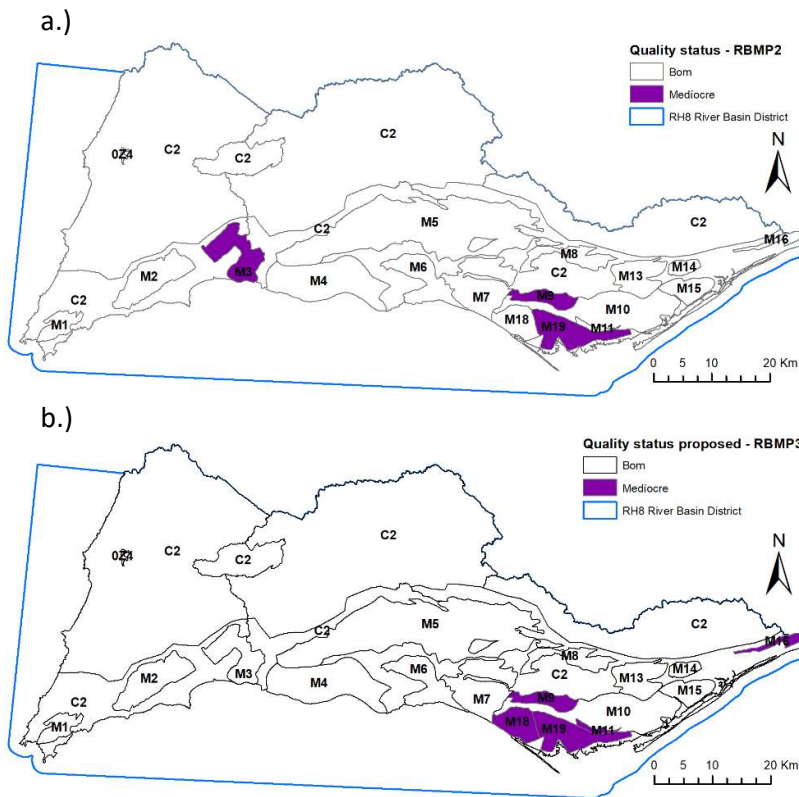 a.)
Quality status - RBMP2
Bom
Medíocre
RH8 River Basin District
N
C2
0Z4
C2
C2
C2
C2
M16
M5
M8
M3
M2
M6
C2
M13
M14
M4
M15
C2
M7
M9
M10
M1
M18
M19
M11
0 5 10 20 Km
b.)
Quality status proposed - RBMP3
Bom
Medíocre
RH8 River Basin District
N
C2
0Z4
C2
C2
C2
C2
M16
M5
M8
M14
M6
C2
M13
M3
M2
M4
M15
C2
M7
M9
M10
M1
M18
M19
M11
0 5 10 20 Km